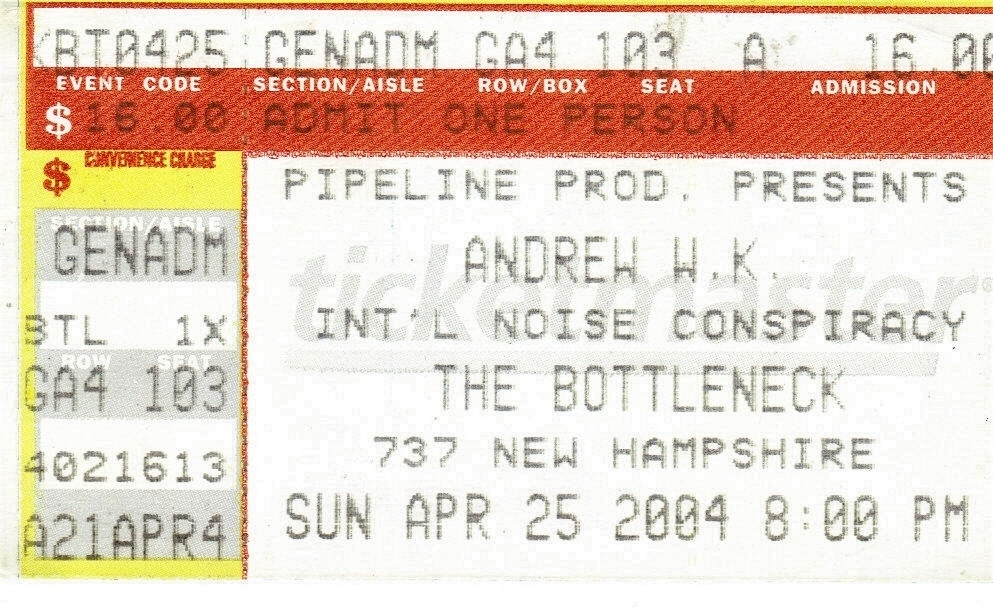 BT0425 GENADM GA4 103 A 16.00
EVENT CODE SECTION/AISLE ROW/BOX SEAT ADMISSION
$ 16.00 ADMIT ONE PERSON
$ CONVENIENCE CHARGE
PIPELINE PROD. PRESENTS
SECTION/AISLE
GENADM
ANDREW W.K.
ticketmaster®
BTL 1X
INT'L NOISE CONSPIRACY
ROW SEAT
GA4 103
THE BOTTLENECK
737 NEW HAMPSHIRE
4021613
A21APR4
SUN APR 25 2004 8:00 PM